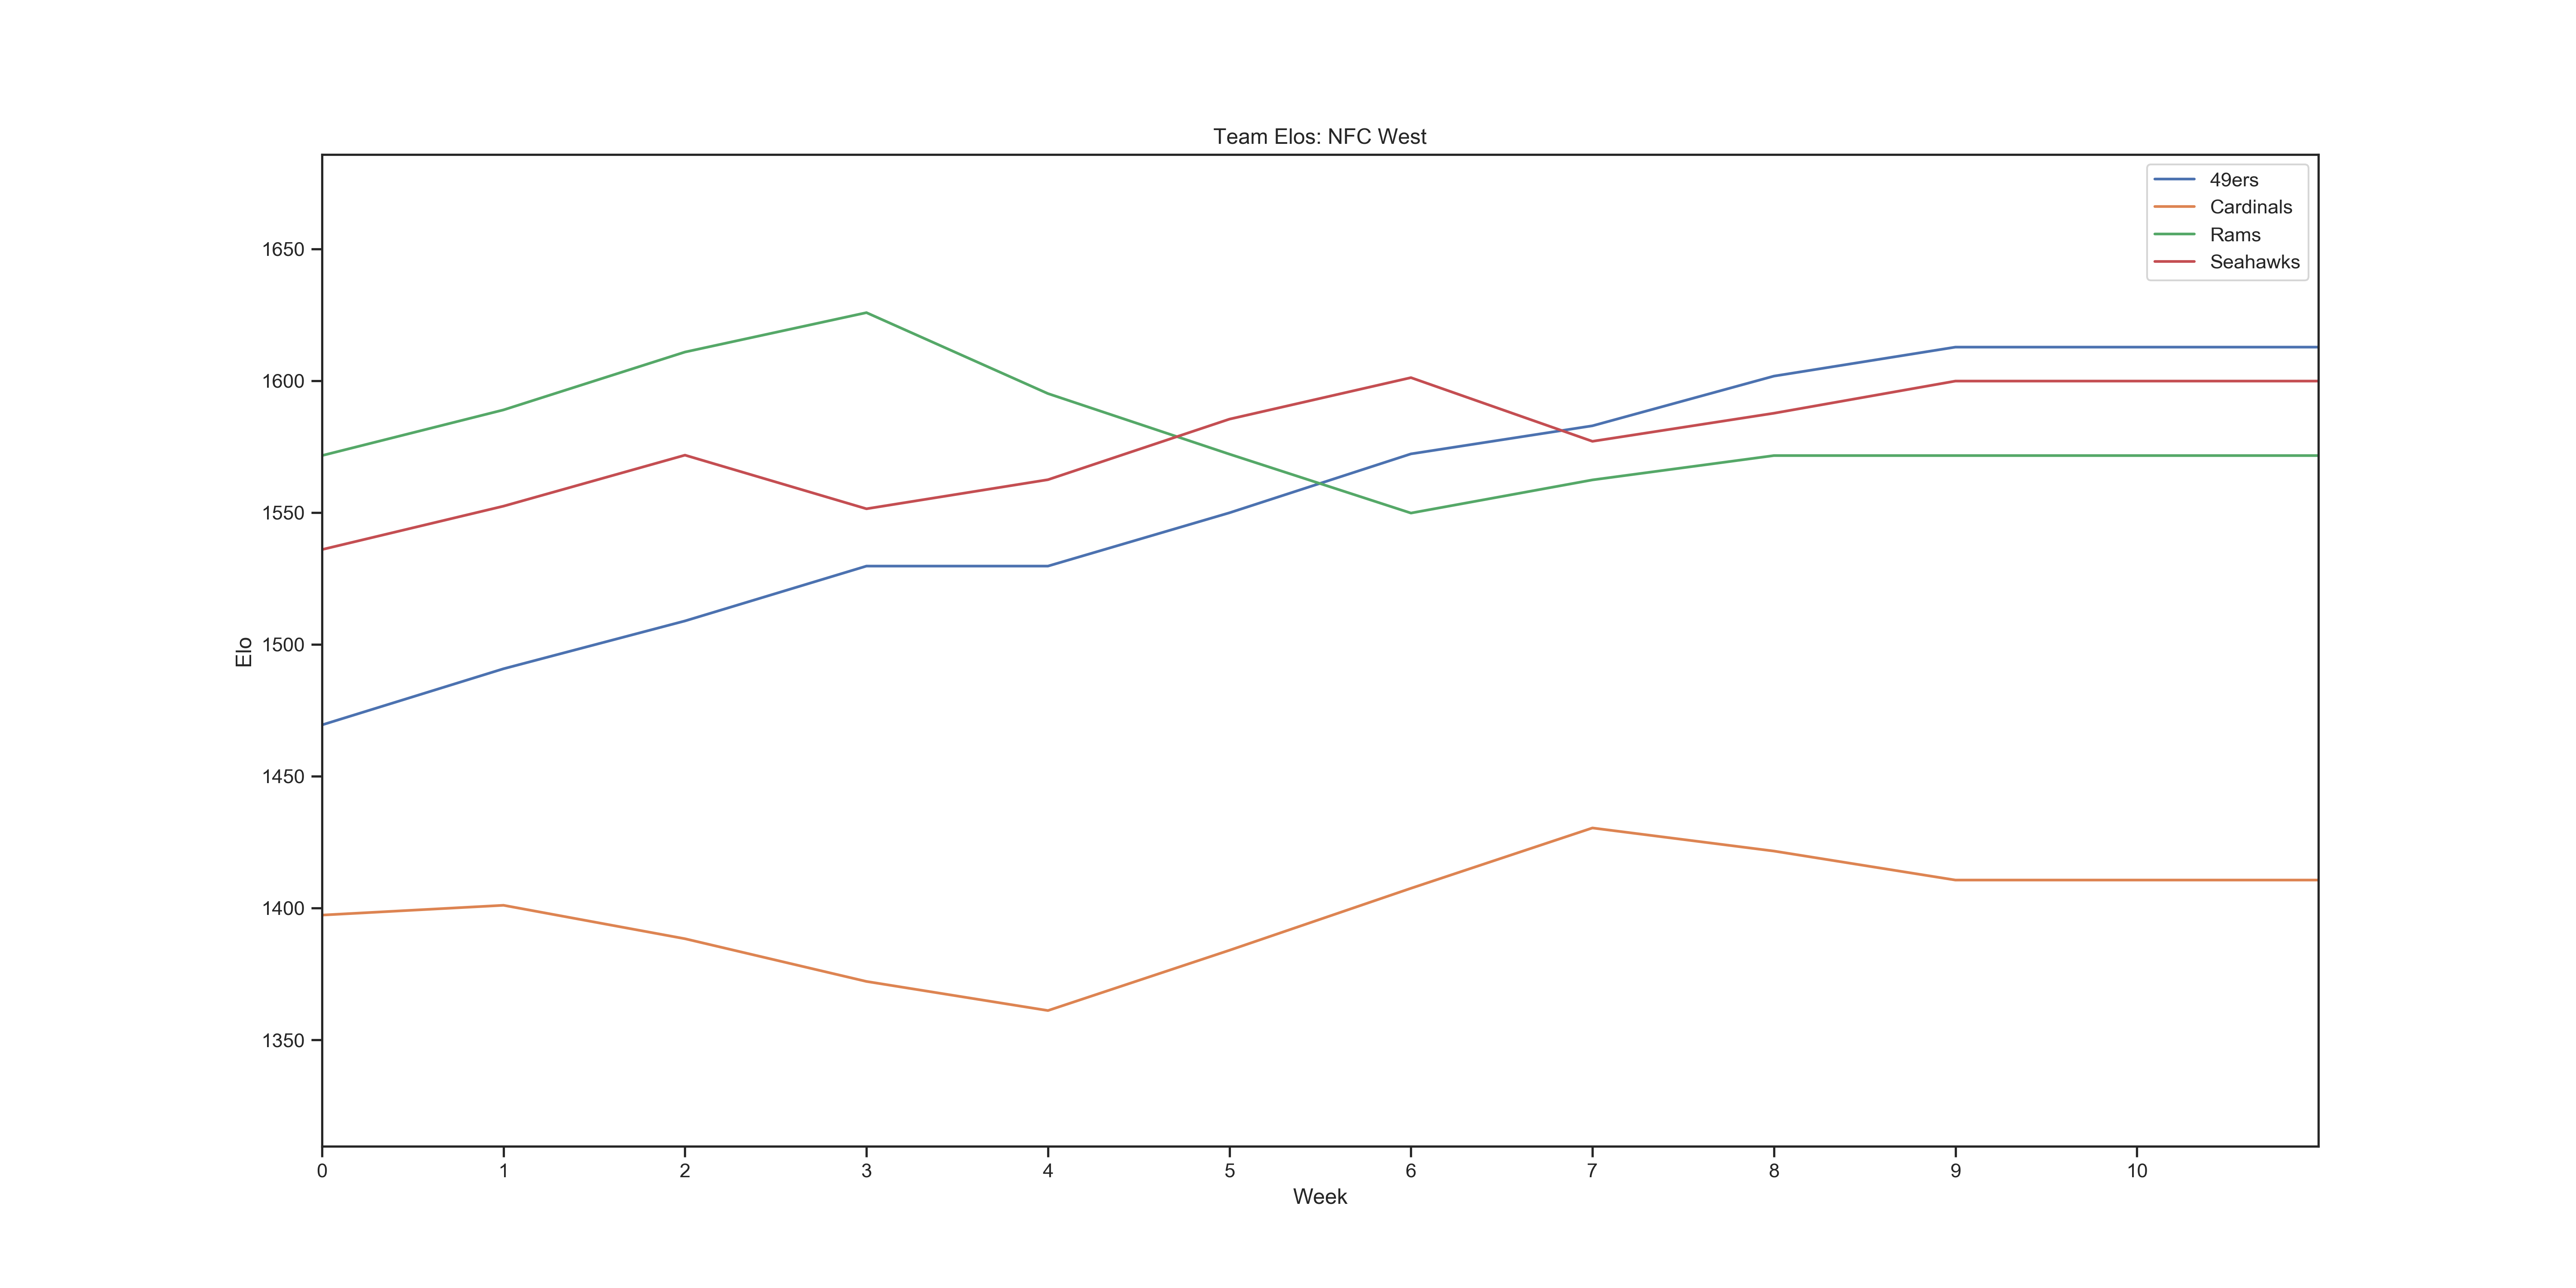 Team Elos: NFC West
49ers
Cardinals
Rams
Seahawks
1650
1600
1550
1500
1450
1400
1350
Elo
0 1 2 3 4 5 6 7 8 9 10
Week